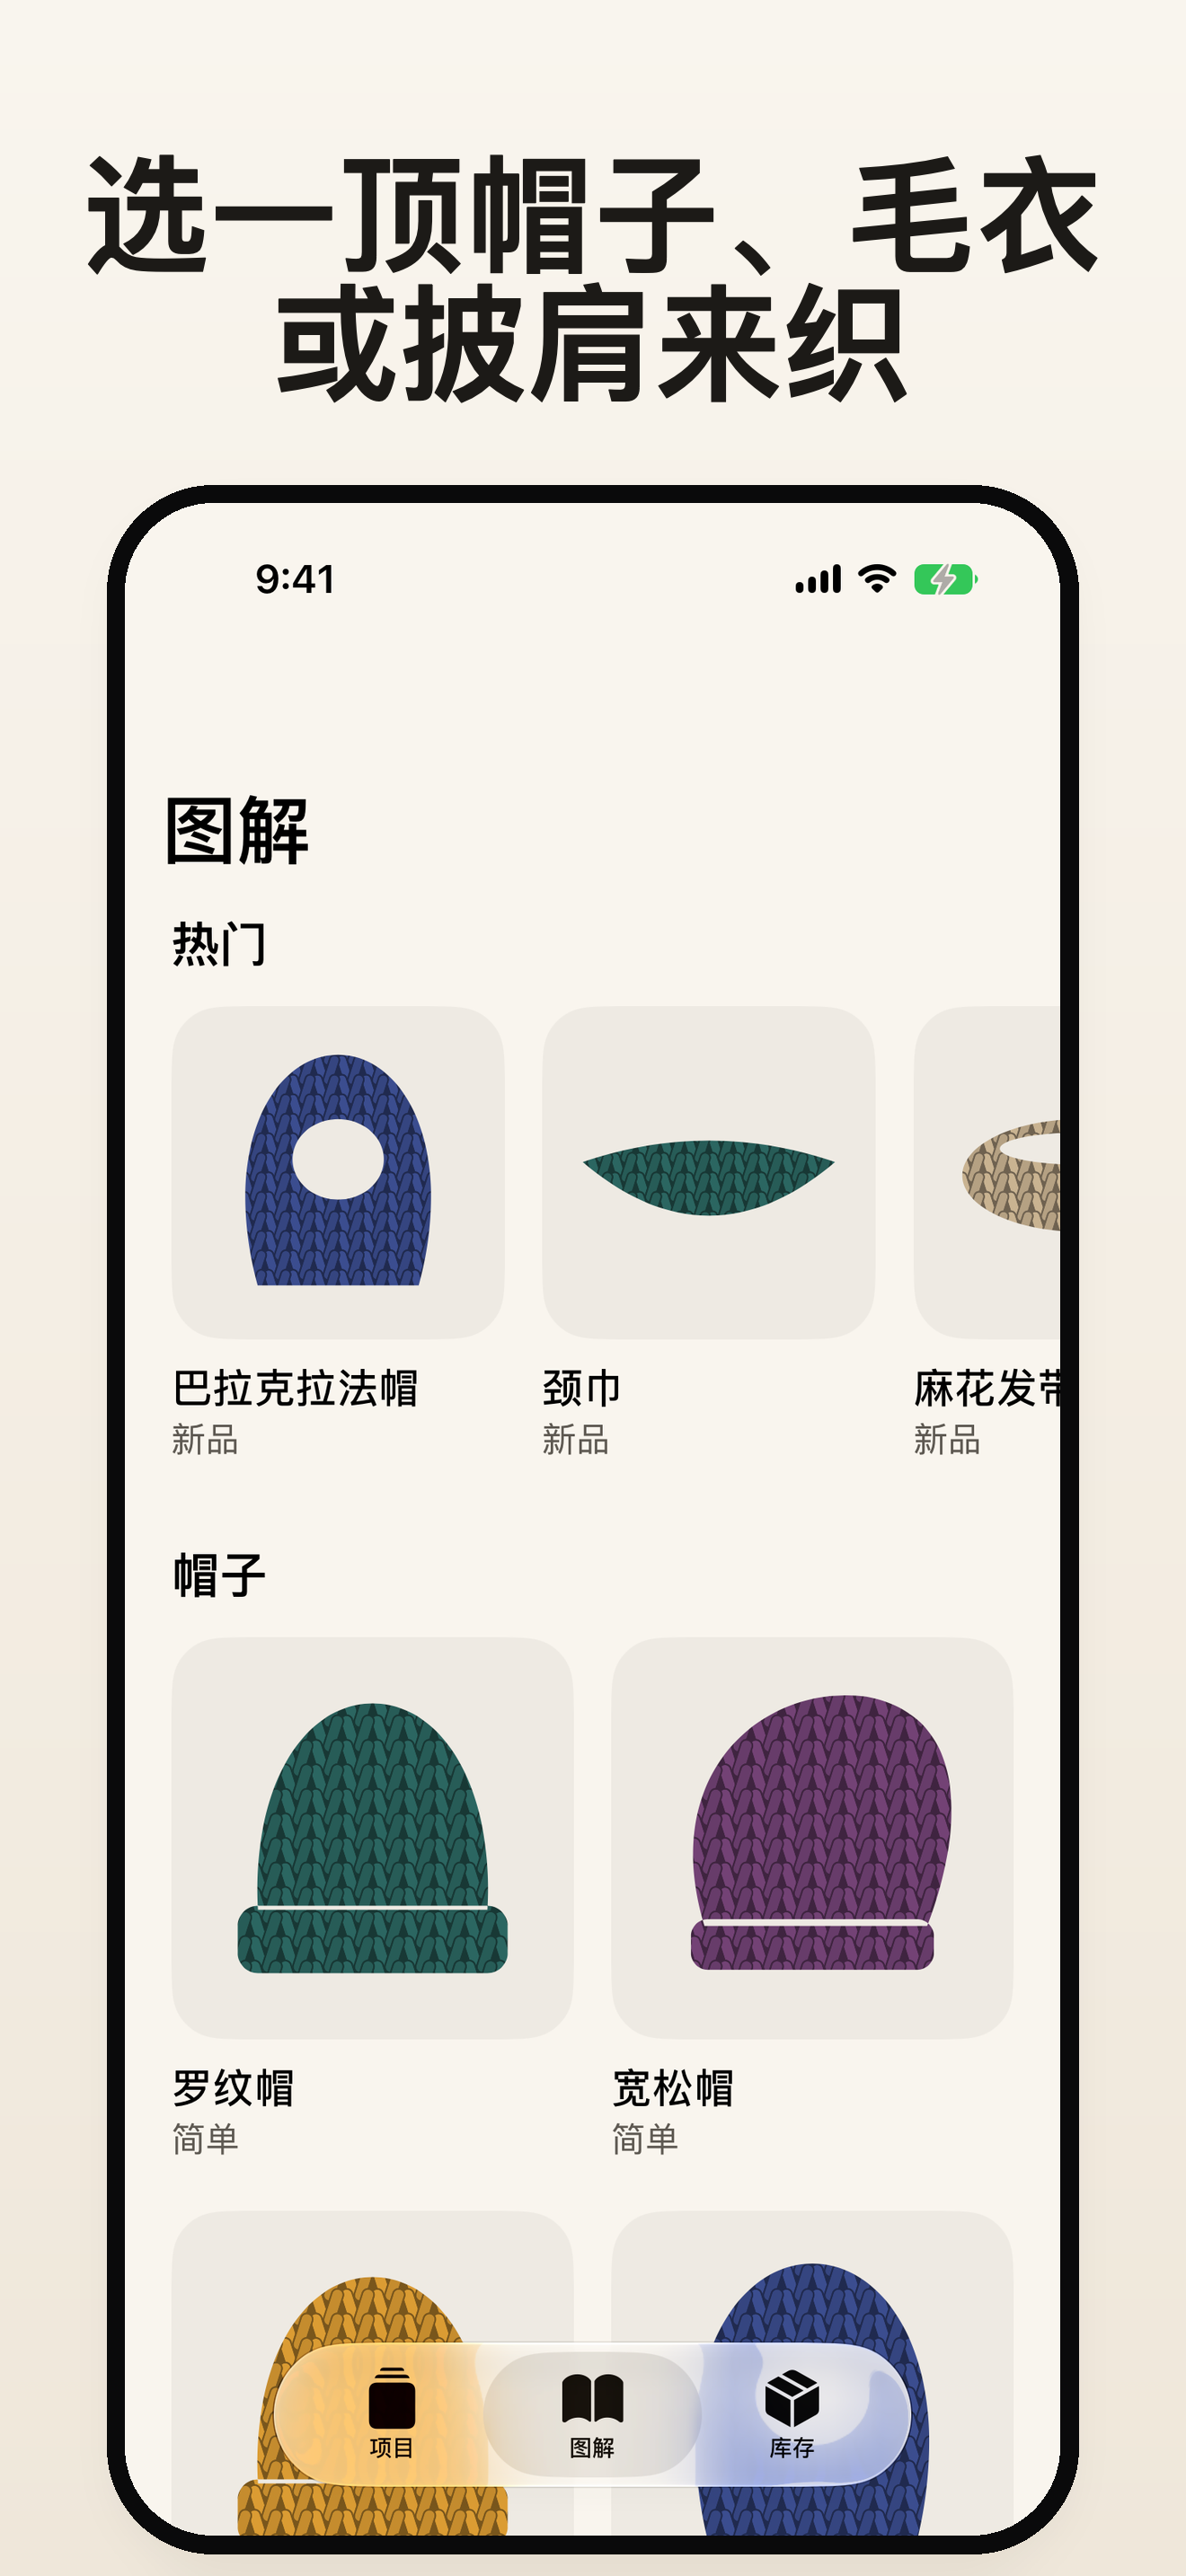 选一顶帽子、毛衣
或披肩来织
9:41
图解
热门
巴拉克拉法帽
颈巾
麻花发带
新品
新品
新品
帽子
罗纹帽
宽松帽
简单
简单
项目
图解
库存